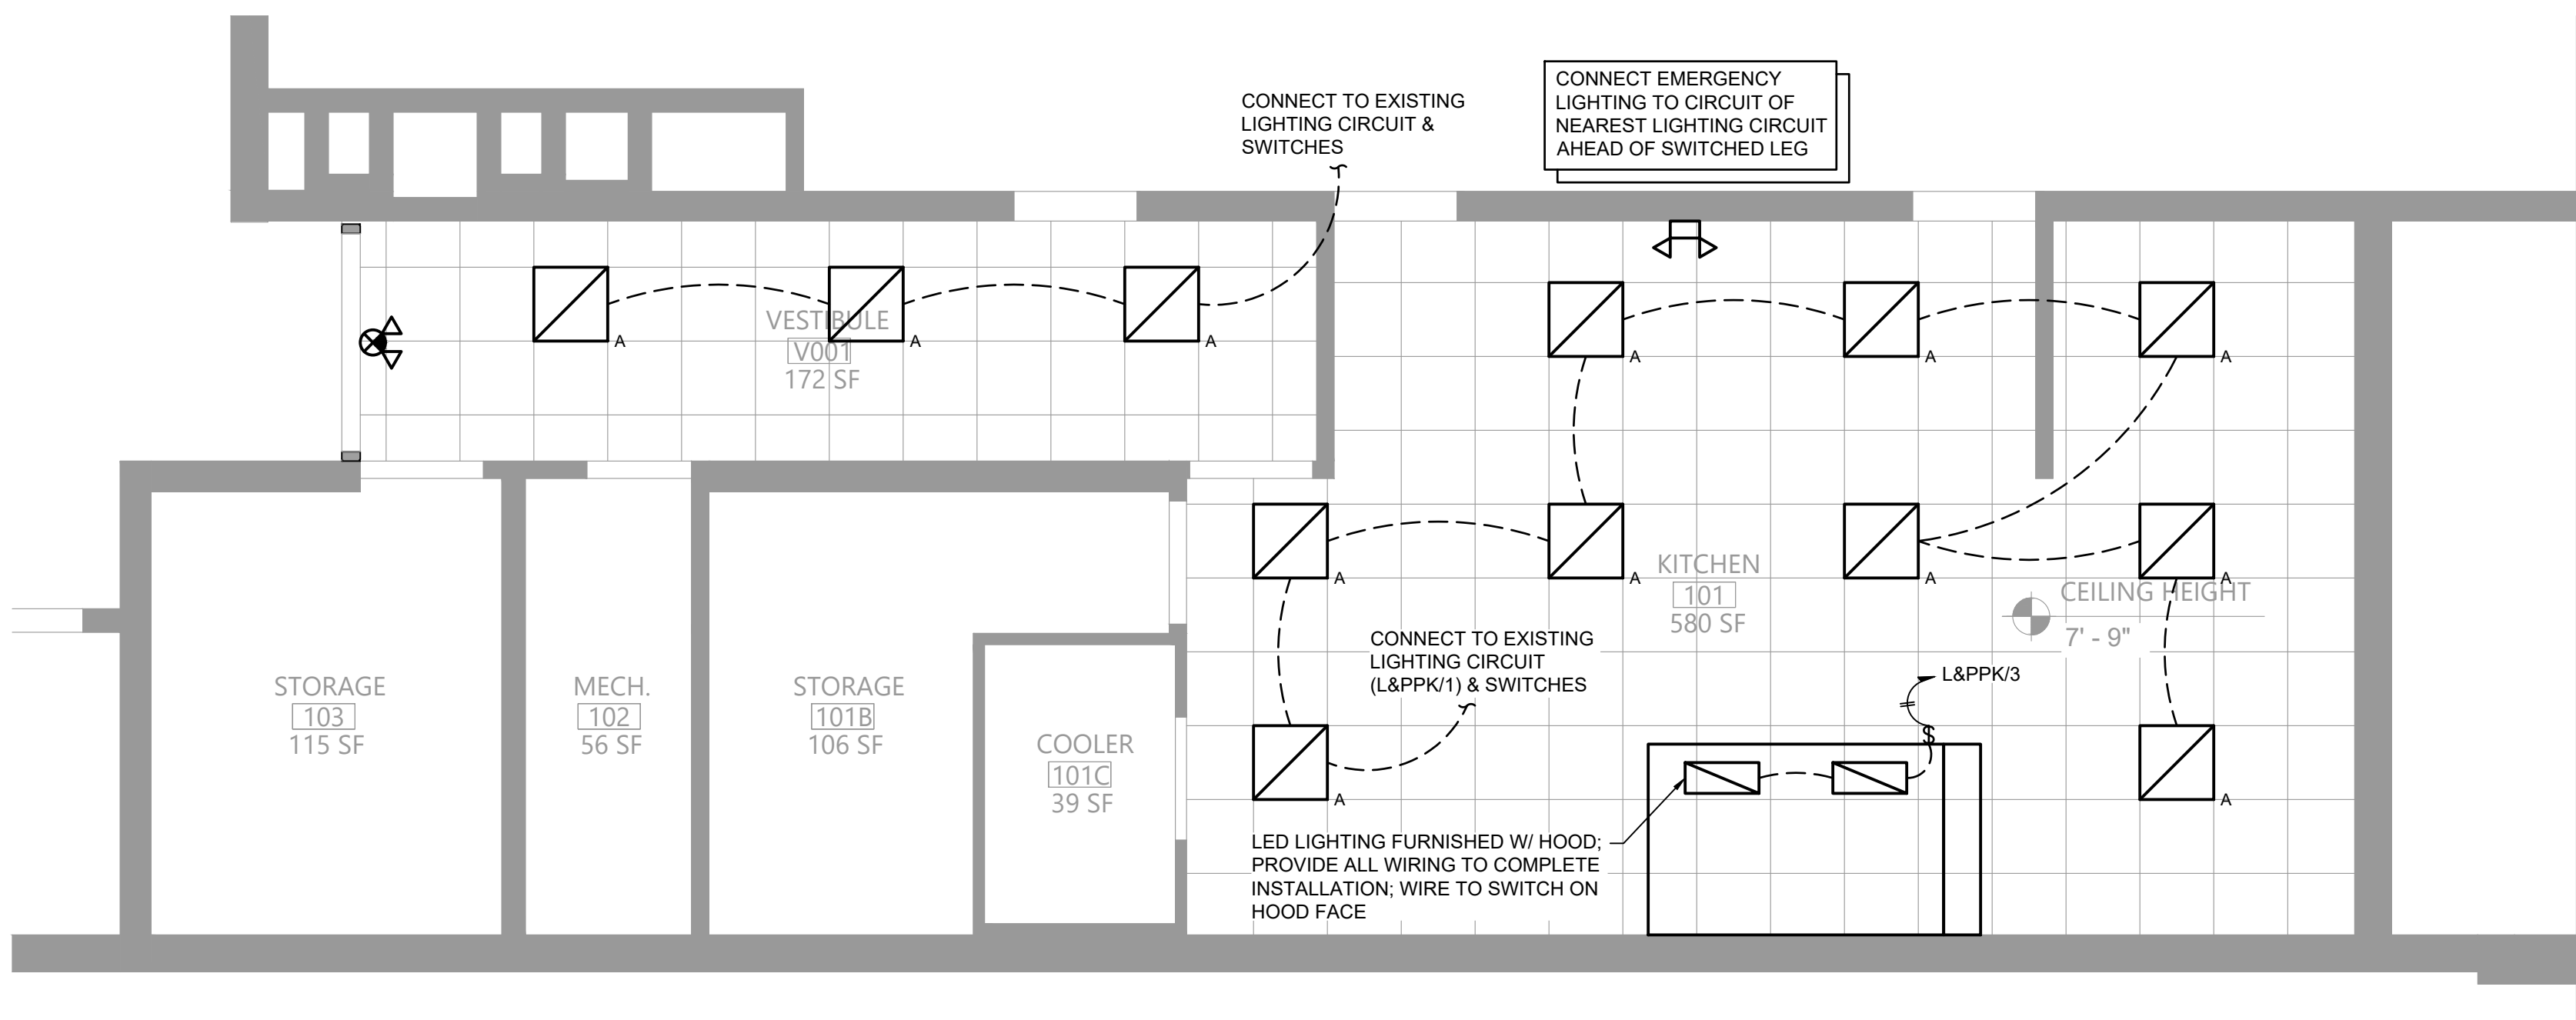 CONNECT EMERGENCY
LIGHTING TO CIRCUIT OF
NEAREST LIGHTING CIRCUIT
AHEAD OF SWITCHED LEG
CONNECT TO EXISTING
LIGHTING CIRCUIT &
SWITCHES
A
A
A
VESTIBULE
V001
172 SF
A
A
A
A
A
A
A
KITCHEN
101
580 SF
CEILING HEIGHT
7' - 9"
CONNECT TO EXISTING
LIGHTING CIRCUIT
(L&PPK/1) & SWITCHES
L&PPK/3
$
STORAGE
103
115 SF
MECH.
102
56 SF
STORAGE
101B
106 SF
COOLER
101C
39 SF
A
A
LED LIGHTING FURNISHED W/ HOOD;
PROVIDE ALL WIRING TO COMPLETE
INSTALLATION; WIRE TO SWITCH ON
HOOD FACE